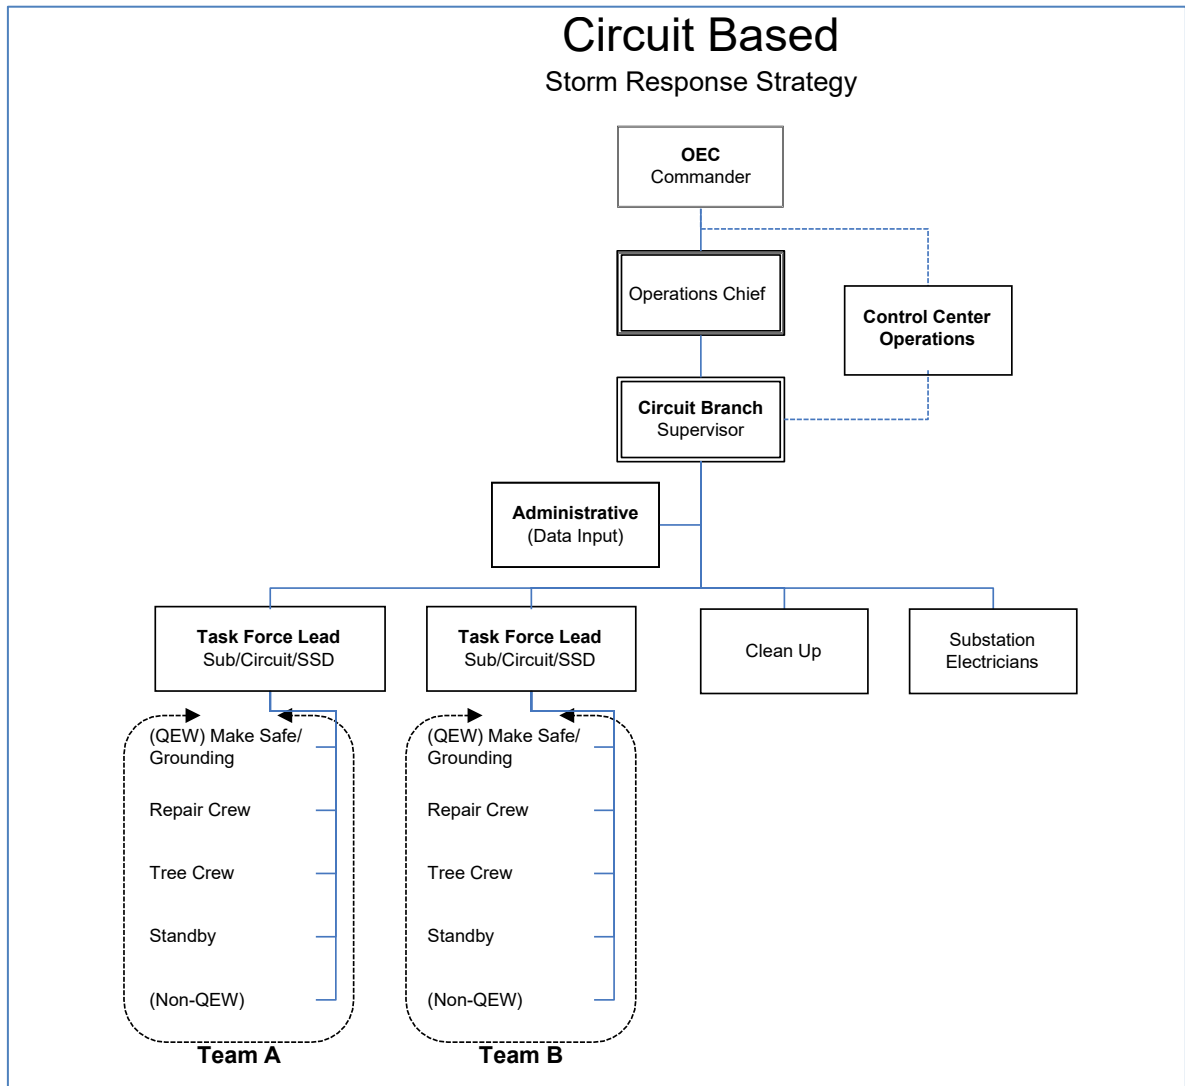 Circuit Based
Storm Response Strategy
OEC
Commander
Operations Chief
Control Center
Operations
Circuit Branch
Supervisor
Administrative
(Data Input)
Task Force Lead
Sub/Circuit/SSD
Task Force Lead
Sub/Circuit/SSD
Clean Up
Substation
Electricians
(QEW) Make Safe/
Grounding
Repair Crew
Tree Crew
Standby
(Non-QEW)
Team A
(QEW) Make Safe/
Grounding
Repair Crew
Tree Crew
Standby
(Non-QEW)
Team B